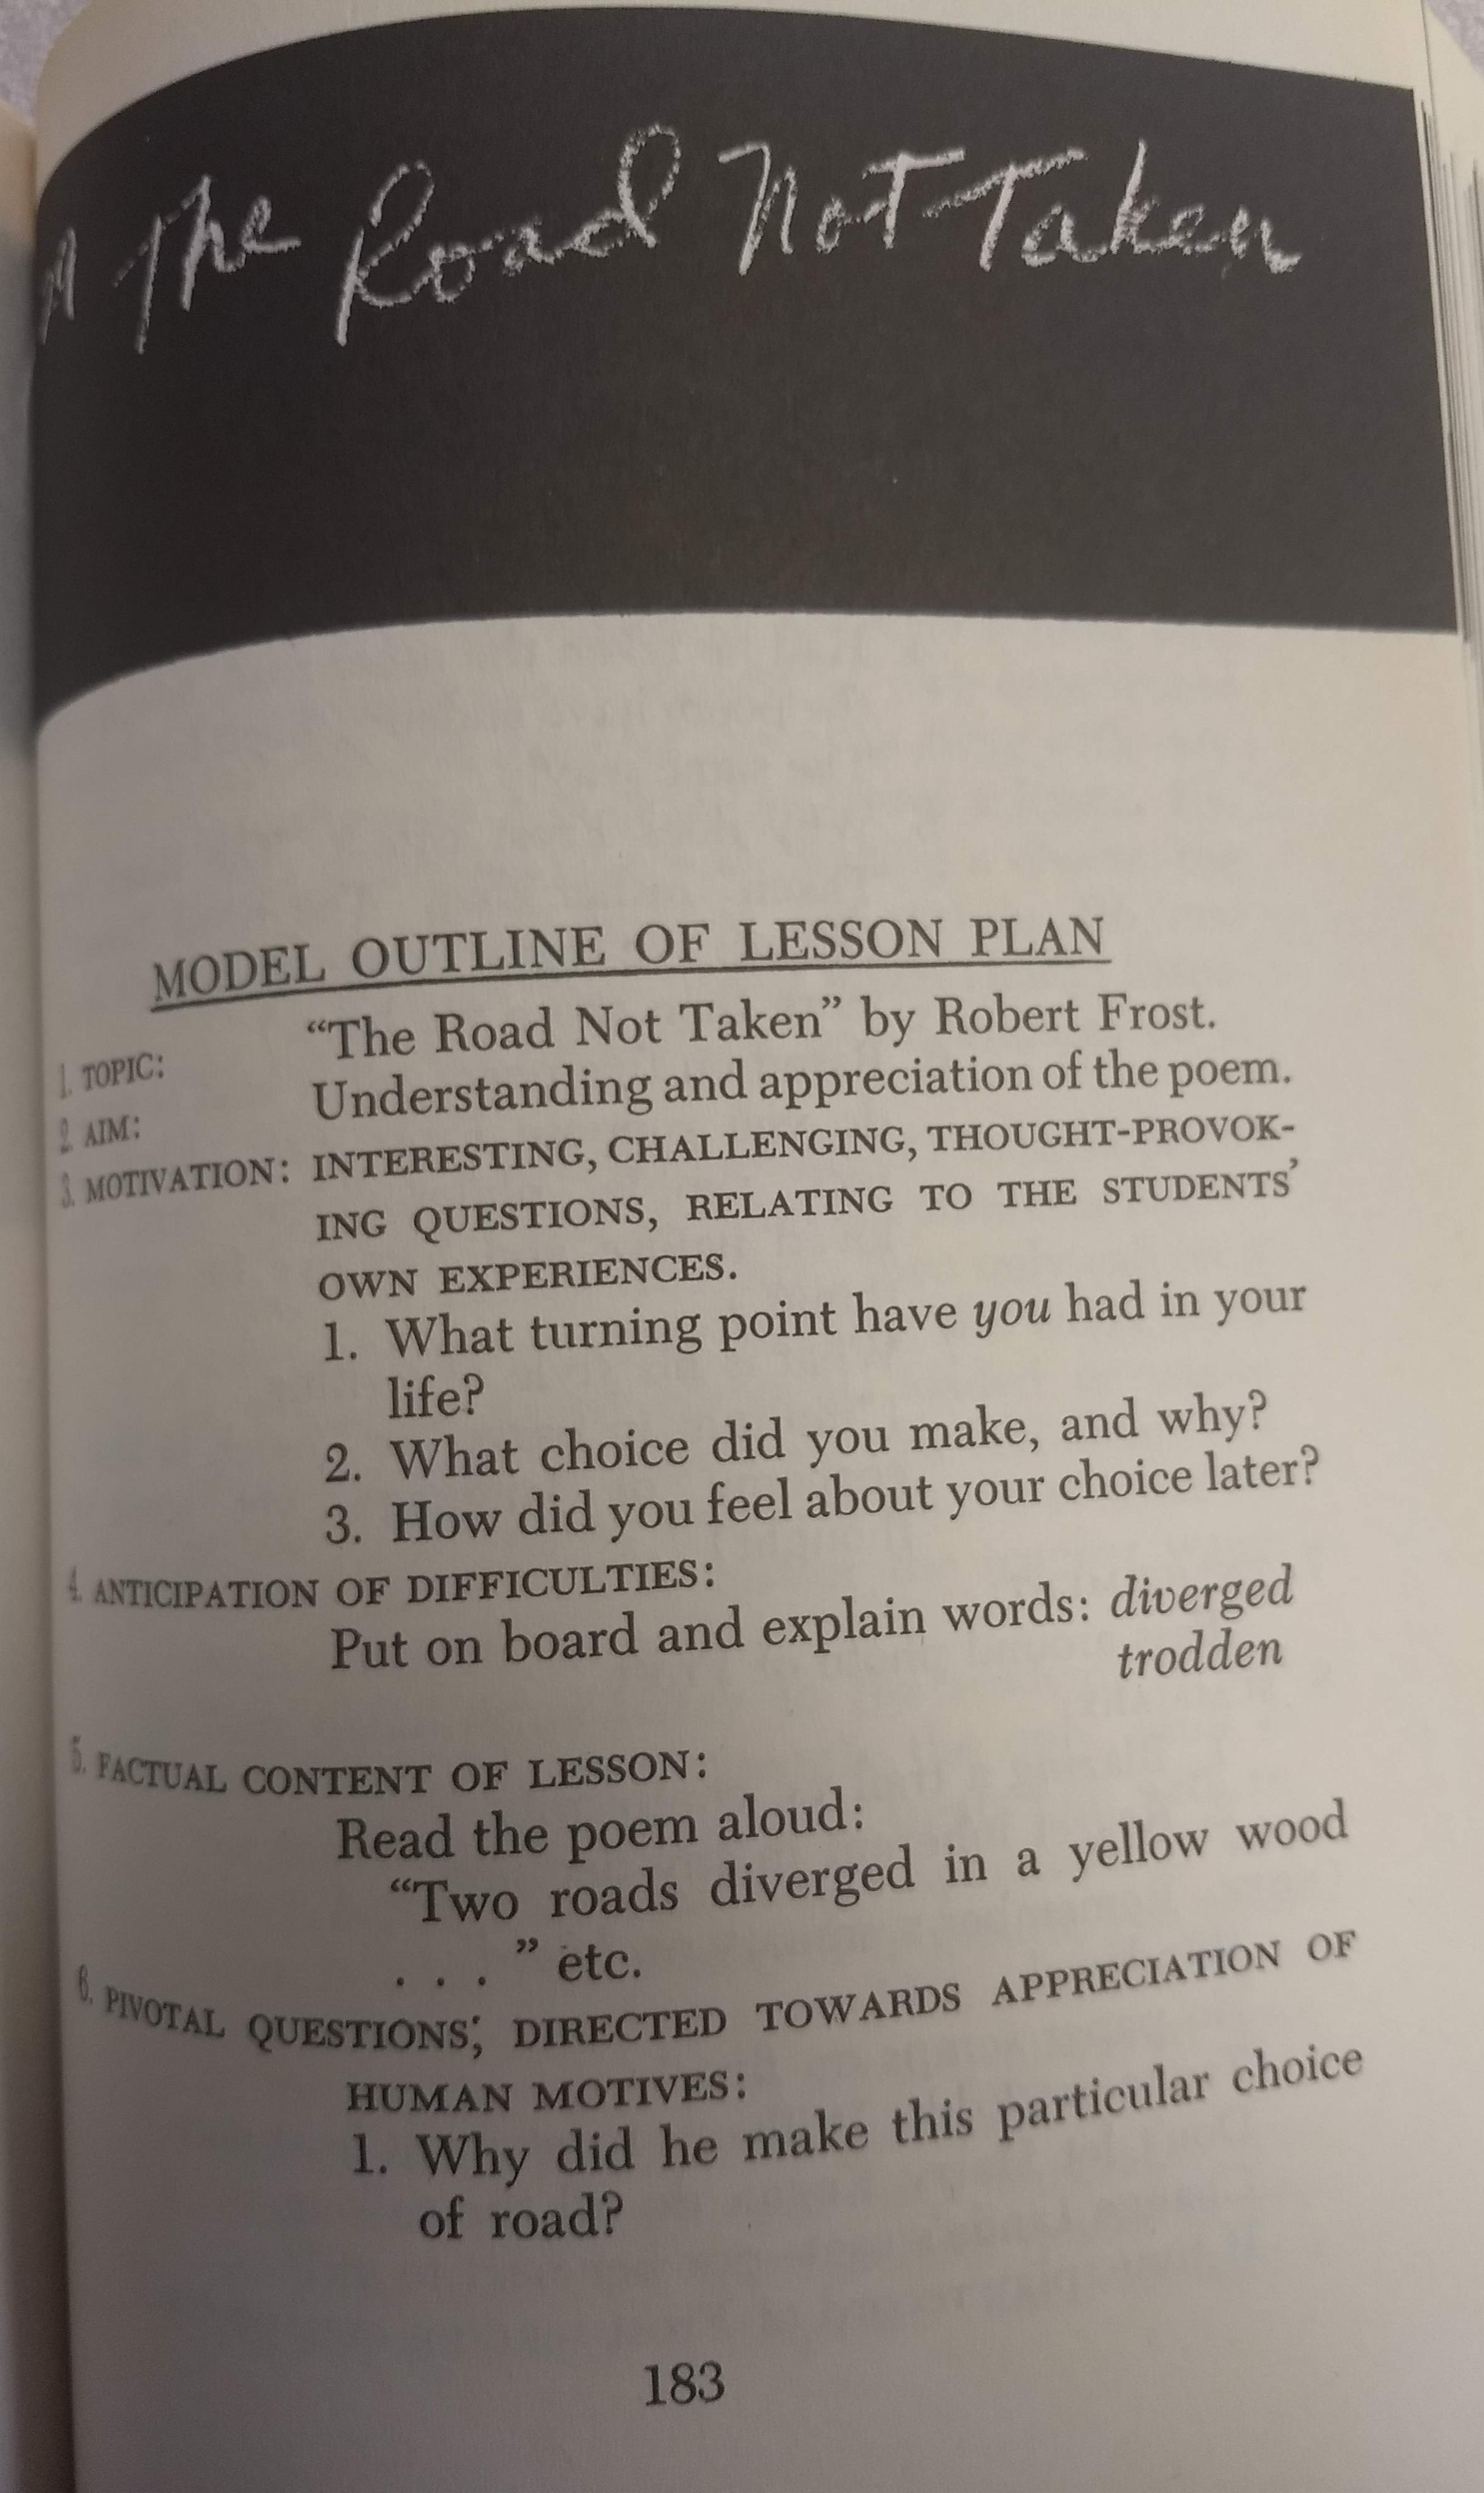 The Road Not Taken
MODEL OUTLINE OF LESSON PLAN
1. TOPIC: “The Road Not Taken” by Robert Frost.
2. AIM: Understanding and appreciation of the poem.
3. MOTIVATION: INTERESTING, CHALLENGING, THOUGHT-PROVOK-
ING QUESTIONS, RELATING TO THE STUDENTS’
OWN EXPERIENCES.
1. What turning point have you had in your
life?
2. What choice did you make, and why?
3. How did you feel about your choice later?
4. ANTICIPATION OF DIFFICULTIES:
Put on board and explain words: diverged
trodden
5. FACTUAL CONTENT OF LESSON:
Read the poem aloud:
“Two roads diverged in a yellow wood
. . . ” etc.
6. PIVOTAL QUESTIONS; DIRECTED TOWARDS APPRECIATION OF
HUMAN MOTIVES:
1. Why did he make this particular choice
of road?
183